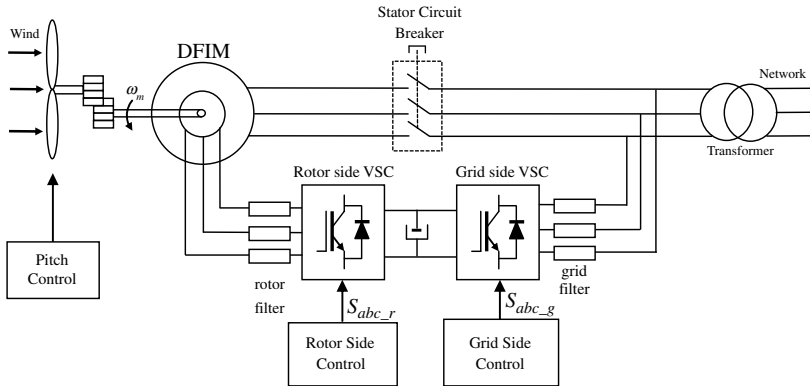 Stator Circuit
Breaker
Wind
DFIM
Network
ω_m
Transformer
Rotor side VSC
Grid side VSC
Pitch
Control
rotor
filter
grid
filter
S_abc_r
S_abc_g
Rotor Side
Control
Grid Side
Control